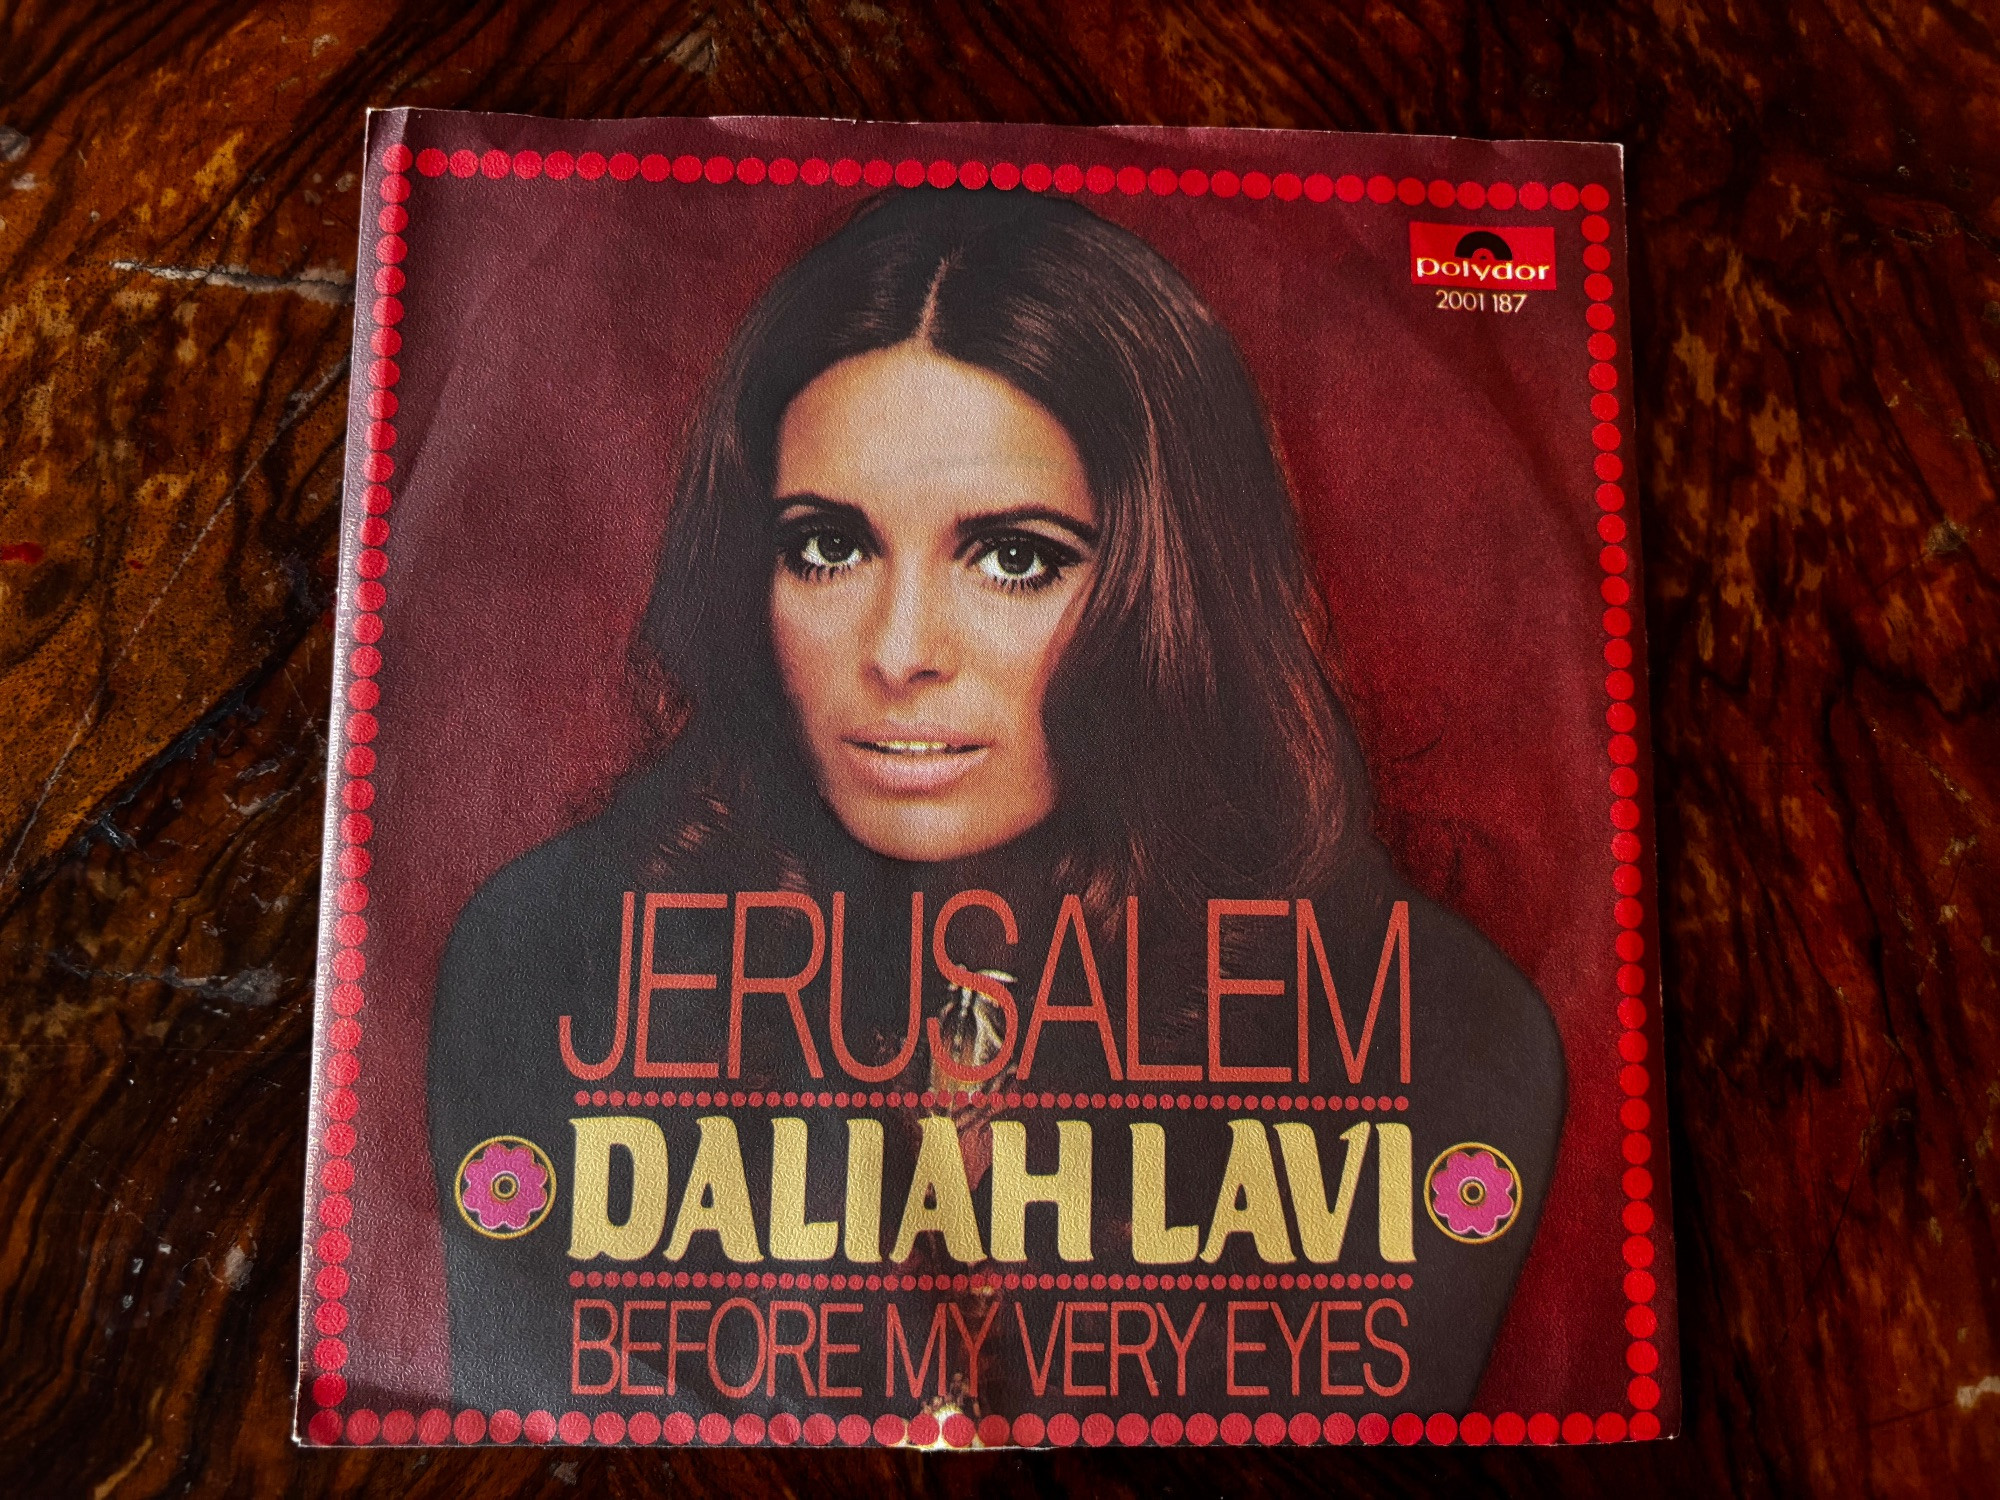 polydor
2001 187
JERUSALEM
DALIAH LAVI
BEFORE MY VERY EYES